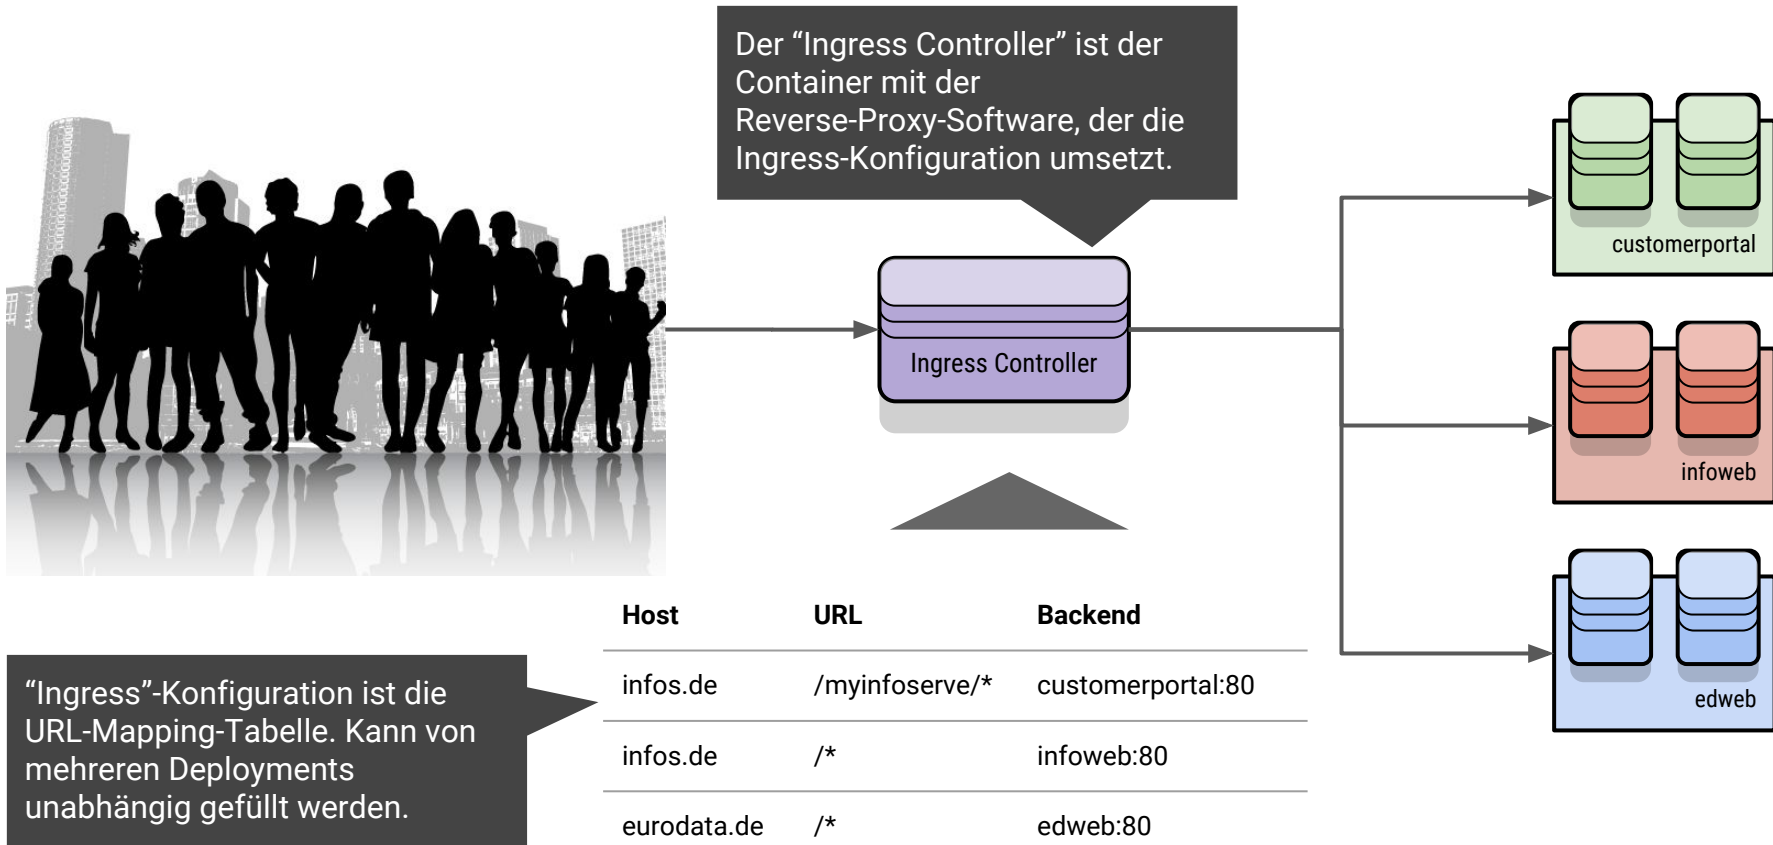 Der “Ingress Controller” ist der
Container mit der
Reverse-Proxy-Software, der die
Ingress-Konfiguration umsetzt.
customerportal
Ingress Controller
infoweb
edweb
“Ingress”-Konfiguration ist die
URL-Mapping-Tabelle. Kann von
mehreren Deployments
unabhängig gefüllt werden.
Host URL Backend
infos.de /myinfoserve/* customerportal:80
infos.de /* infoweb:80
eurodata.de /* edweb:80